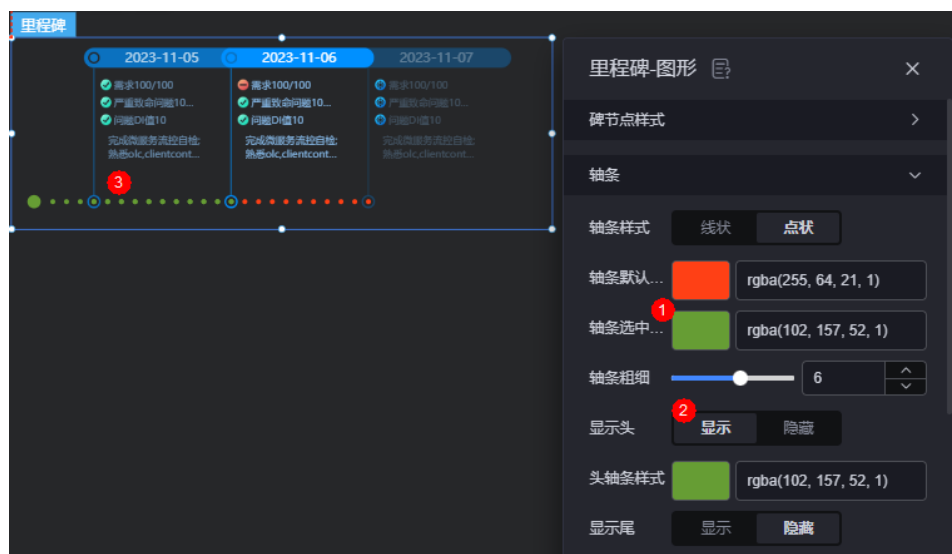 里程碑
2023-11-05 2023-11-06 2023-11-07
需求100/100 需求100/100 需求100/100
严重致命问题10... 严重致命问题10... 严重致命问题10...
问题DI值10 问题DI值10 问题DI值10
完成微服务流控自检; 完成微服务流控自检; 完成微服务流控自检;
熟悉olc,clientcont... 熟悉olc,clientcont... 熟悉olc,clientcont...
3
里程碑-图形
碑节点样式
轴条
轴条样式 线状 点状
轴条默认... rgba(255, 64, 21, 1)
1
轴条选中... rgba(102, 157, 52, 1)
轴条粗细 6
2
显示头 显示 隐藏
头轴条样式 rgba(102, 157, 52, 1)
显示尾 显示 隐藏